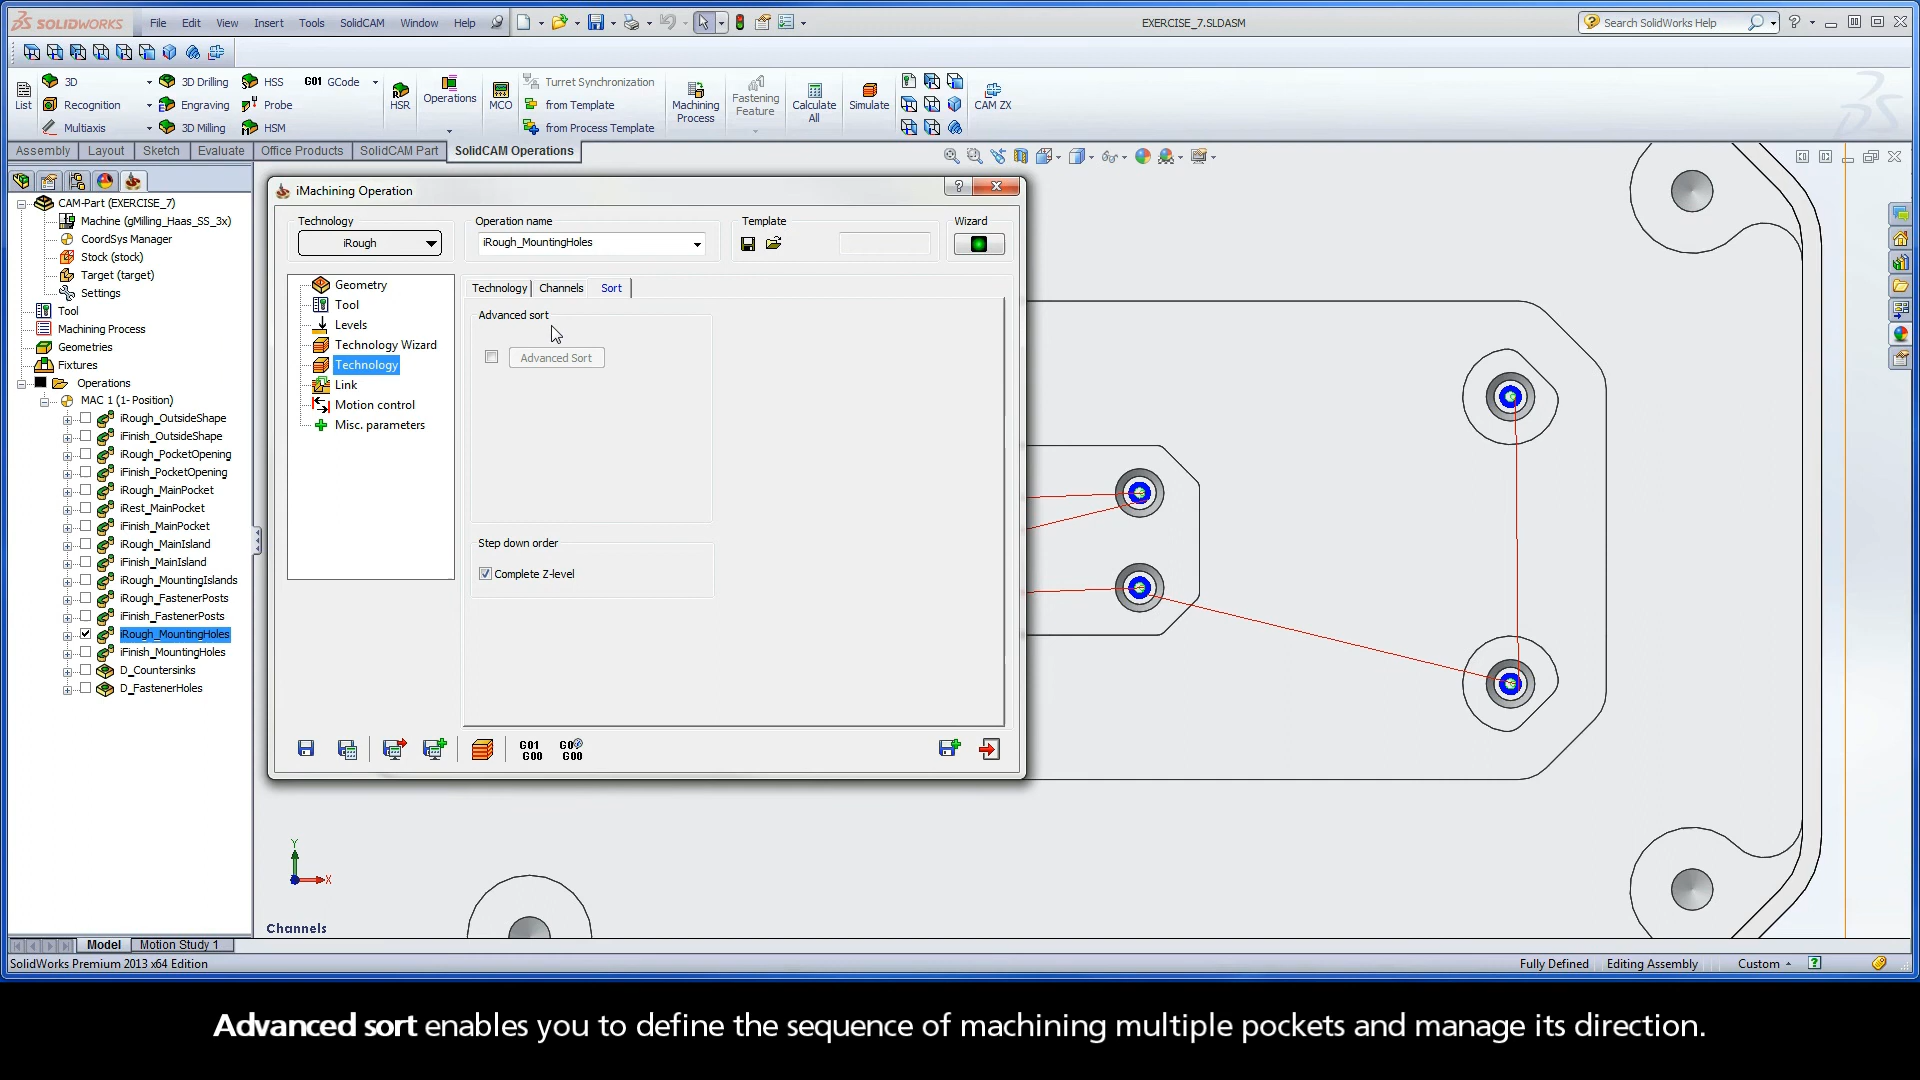 SOLIDWORKS File Edit View Insert Tools SolidCAM Window Help EXERCISE_7.SLDASM Search SolidWorks Help
3D 3D Drilling HSS G01 GCode Turret Synchronization
List Recognition Engraving Probe HSR Operations MCO from Template Machining Process Fastening Feature Calculate All Simulate CAM ZX
Multiaxis 3D Milling HSM from Process Template
Assembly Layout Sketch Evaluate Office Products SolidCAM Part SolidCAM Operations
CAM-Part (EXERCISE_7)
Machine (gMilling_Haas_SS_3x)
CoordSys Manager
Stock (stock)
Target (target)
Settings
Tool
Machining Process
Geometries
Fixtures
Operations
MAC 1 (1- Position)
iRough_OutsideShape
iFinish_OutsideShape
iRough_PocketOpening
iFinish_PocketOpening
iRough_MainPocket
iRest_MainPocket
iFinish_MainPocket
iRough_MainIsland
iFinish_MainIsland
iRough_MountingIslands
iRough_FastenerPosts
iFinish_FastenerPosts
iRough_MountingHoles
iFinish_MountingHoles
D_Countersinks
D_FastenerHoles
iMachining Operation
Technology Operation name Template Wizard
iRough iRough_MountingHoles
Geometry
Tool
Levels
Technology Wizard
Technology
Link
Motion control
Misc. parameters
Technology Channels Sort
Advanced sort
Advanced Sort
Step down order
Complete Z-level
G01 G00
G00
Y
X
Channels
Model Motion Study 1
SolidWorks Premium 2013 x64 Edition Fully Defined Editing Assembly Custom
Advanced sort enables you to define the sequence of machining multiple pockets and manage its direction.